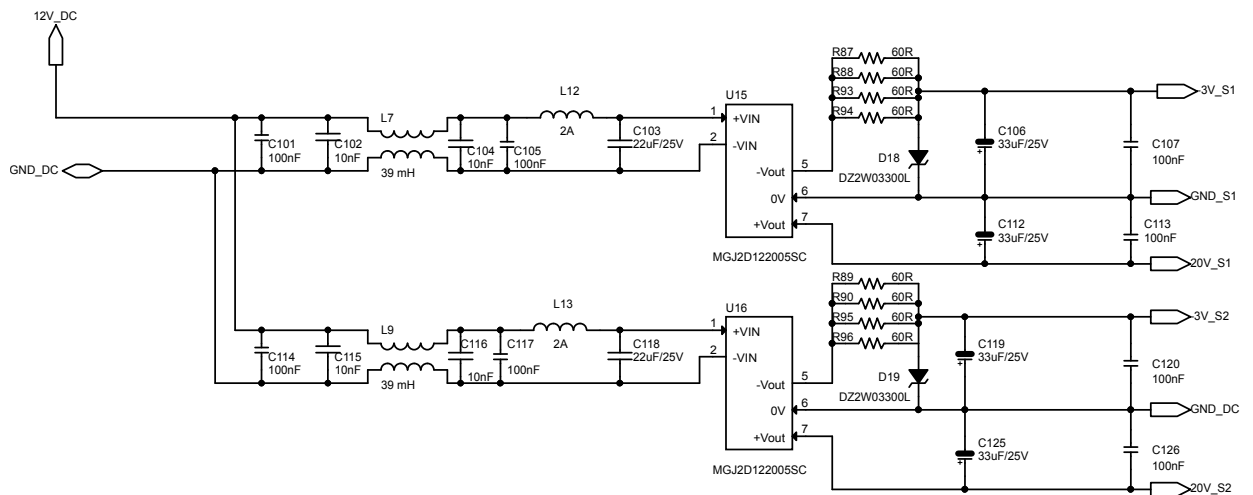 12V_DC
GND_DC
C101
100nF
C102
10nF
L7
39 mH
C104
10nF
C105
100nF
L12
2A
C103
22uF/25V
U15
1
+VIN
2
-VIN
-Vout
5
0V
6
+Vout
7
MGJ2D122005SC
R87 60R
R88 60R
R93 60R
R94 60R
D18
DZ2W03300L
C106
33uF/25V
+
C107
100nF
C112
33uF/25V
+
C113
100nF
-3V_S1
GND_S1
20V_S1
C114
100nF
C115
10nF
L9
39 mH
C116
10nF
C117
100nF
L13
2A
C118
22uF/25V
U16
1
+VIN
2
-VIN
-Vout
5
0V
6
+Vout
7
MGJ2D122005SC
R89 60R
R90 60R
R95 60R
R96 60R
D19
DZ2W03300L
C119
33uF/25V
+
C120
100nF
C125
33uF/25V
+
C126
100nF
-3V_S2
GND_DC
20V_S2